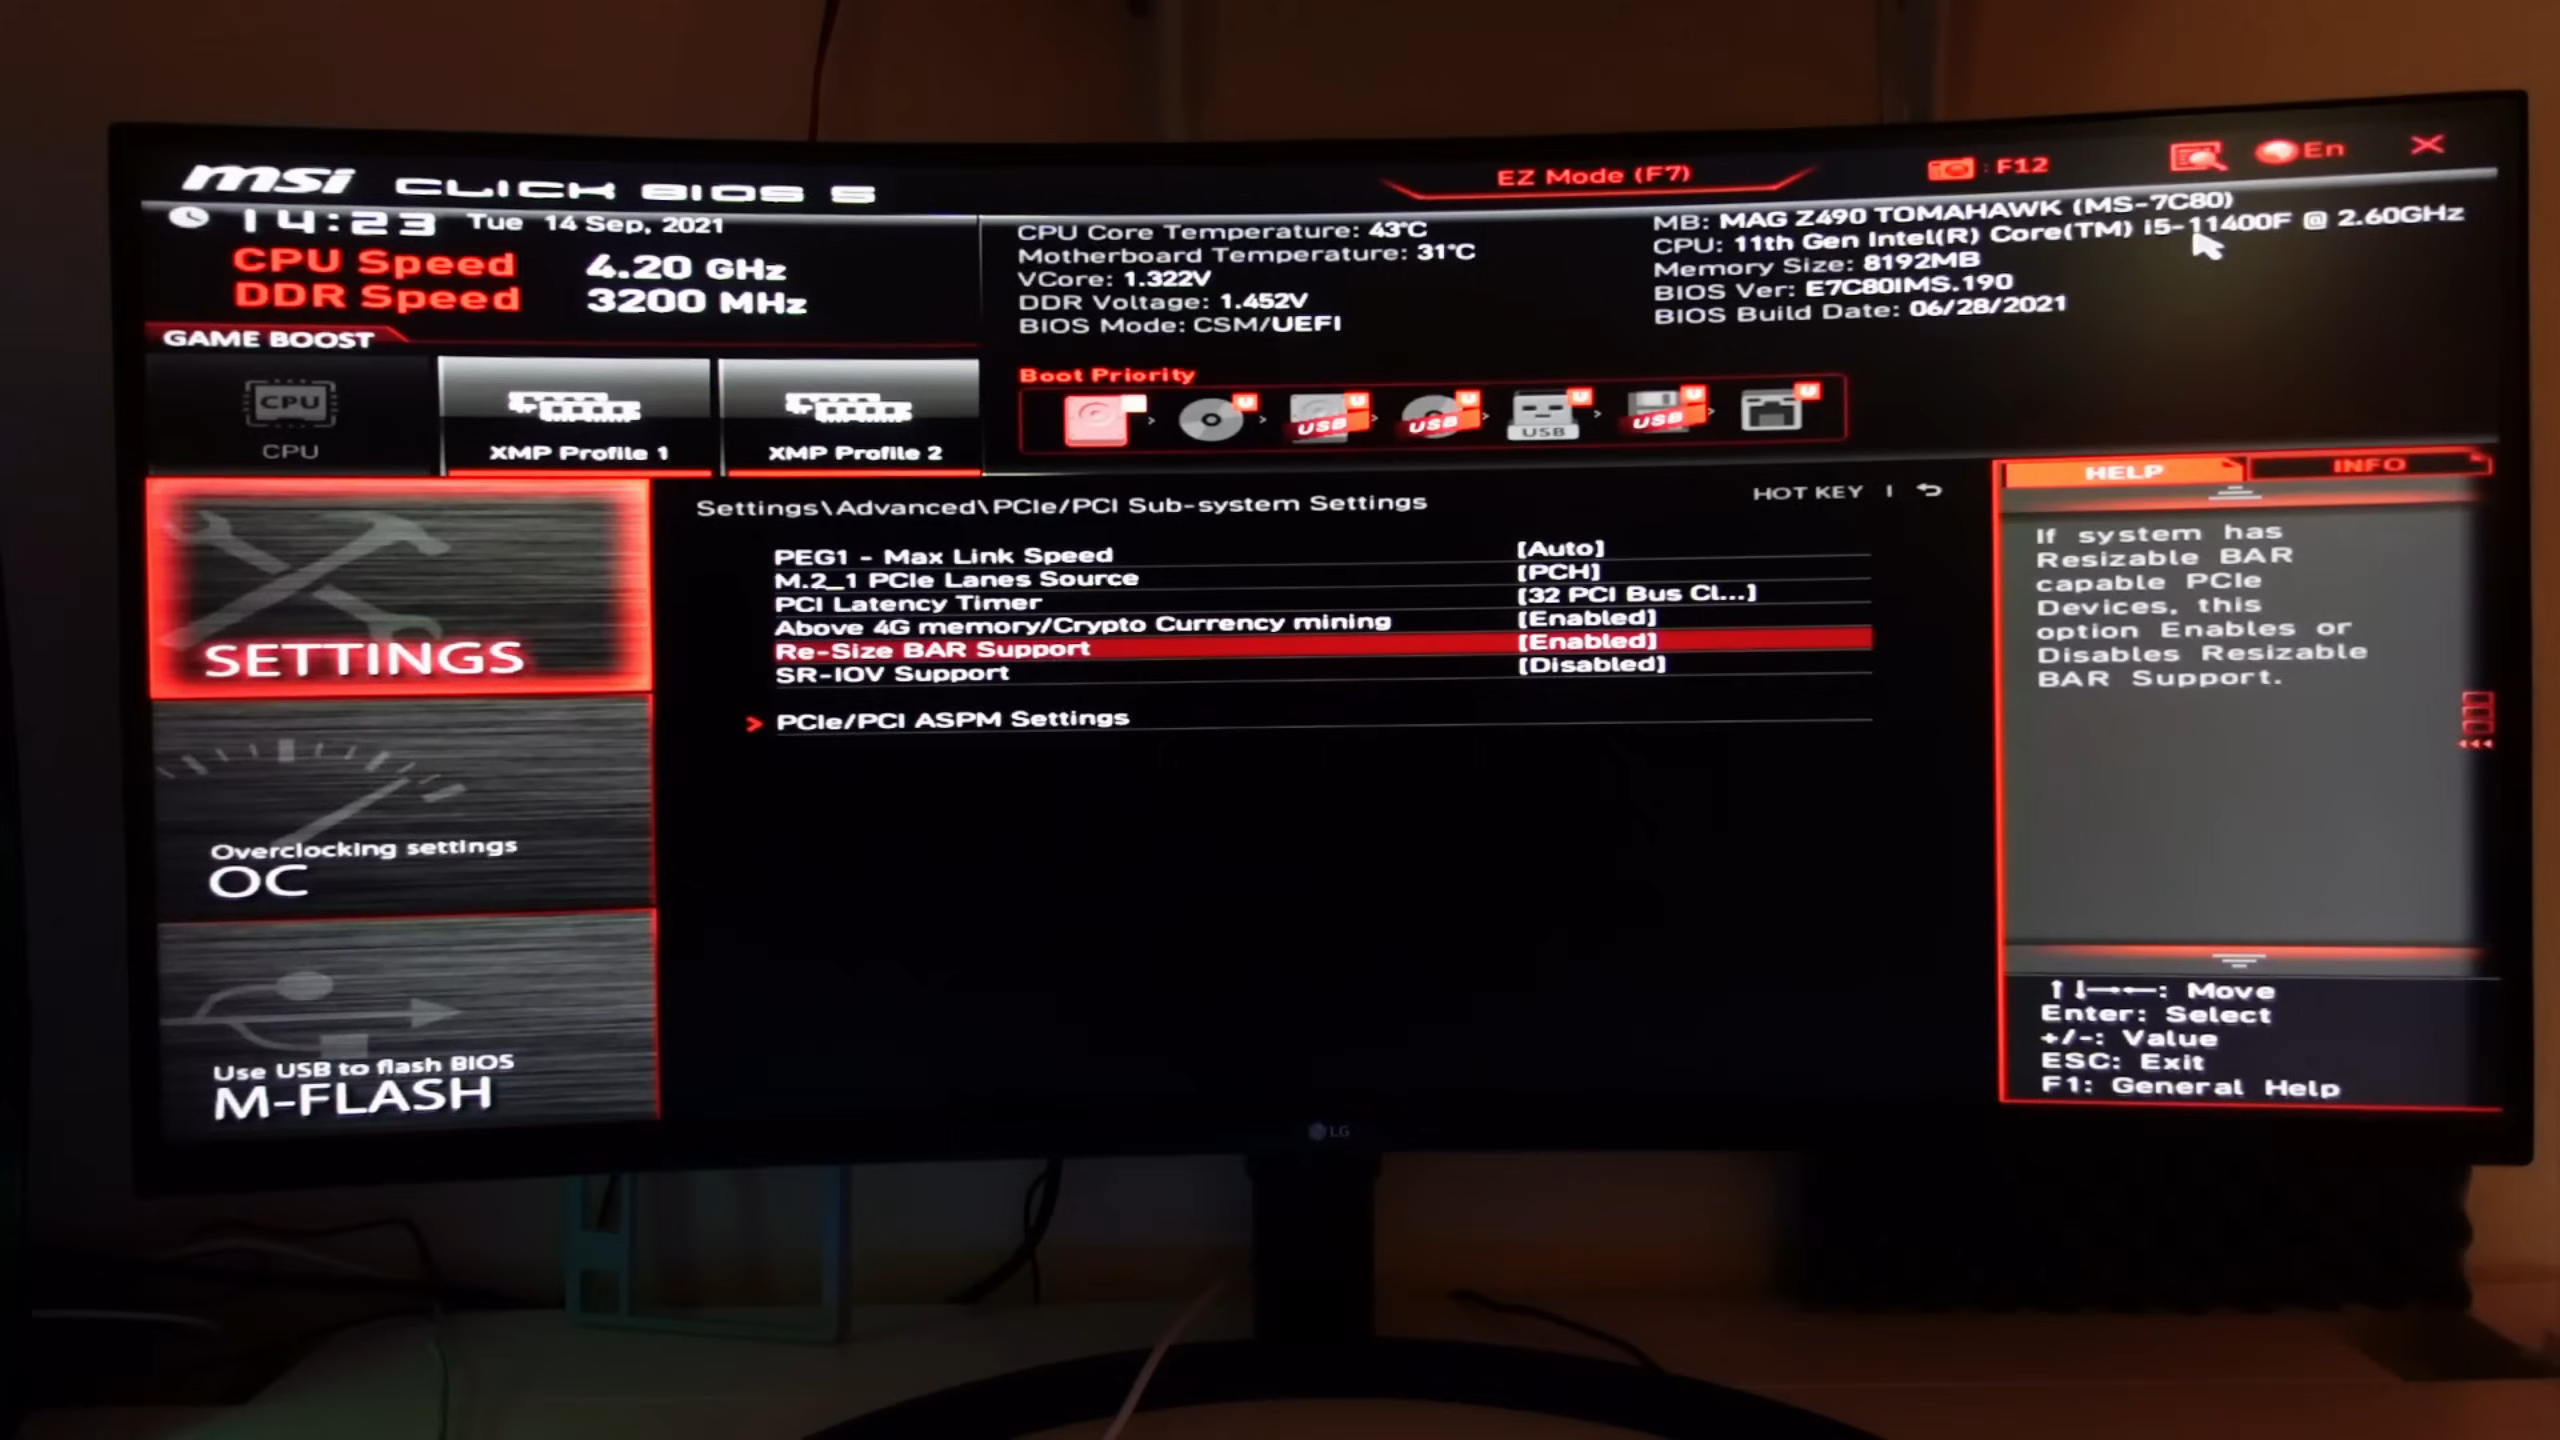 msi CLICK BIOS 5
EZ Mode (F7)
: F12
En
14:23 Tue 14 Sep, 2021
CPU Speed 4.20 GHz
DDR Speed 3200 MHz
CPU Core Temperature: 43°C
Motherboard Temperature: 31°C
VCore: 1.322V
DDR Voltage: 1.452V
BIOS Mode: CSM/UEFI
MB: MAG Z490 TOMAHAWK (MS-7C80)
CPU: 11th Gen Intel(R) Core(TM) i5-11400F @ 2.60GHz
Memory Size: 8192MB
BIOS Ver: E7C80IMS.190
BIOS Build Date: 06/28/2021
GAME BOOST
CPU
CPU
XMP Profile 1
XMP Profile 2
Boot Priority
U
U
USB
U
USB
U
USB
U
USB
U
SETTINGS
Overclocking settings
OC
Use USB to flash BIOS
M-FLASH
Settings\Advanced\PCIe/PCI Sub-system Settings
HOT KEY |
PEG1 - Max Link Speed [Auto]
M.2_1 PCIe Lanes Source [PCH]
PCI Latency Timer [32 PCI Bus Cl...]
Above 4G memory/Crypto Currency mining [Enabled]
Re-Size BAR Support [Enabled]
SR-IOV Support [Disabled]
> PCIe/PCI ASPM Settings
HELP
INFO
If system has
Resizable BAR
capable PCIe
Devices, this
option Enables or
Disables Resizable
BAR Support.
↑↓→←: Move
Enter: Select
+/-: Value
ESC: Exit
F1: General Help
LG